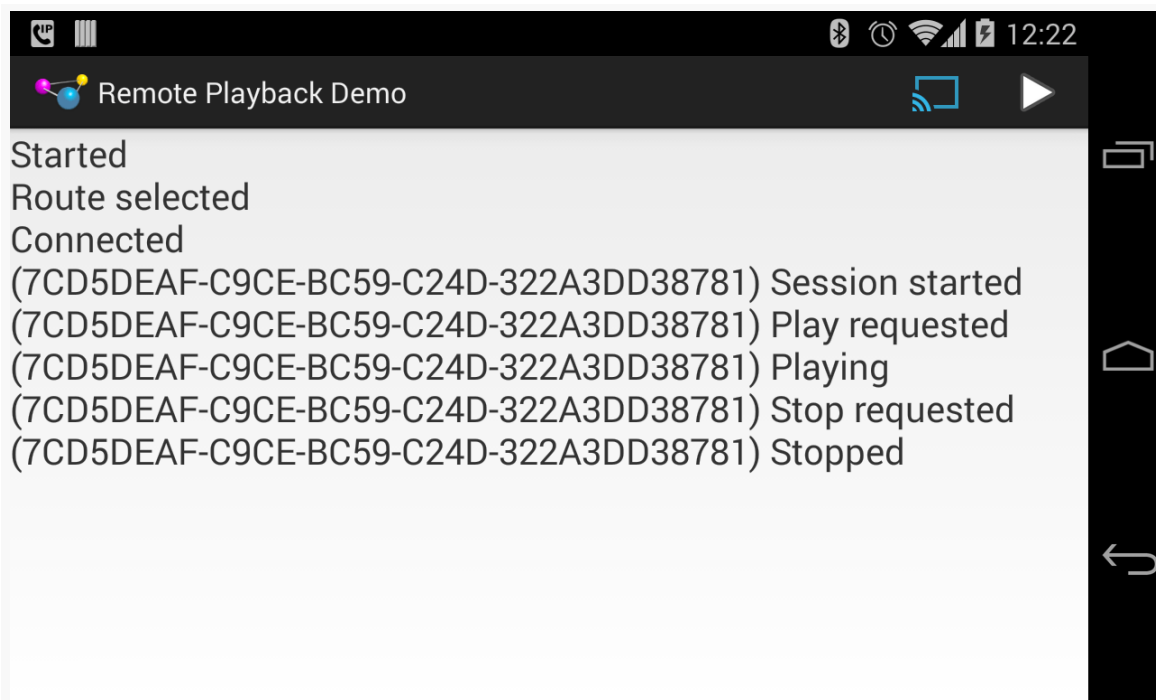 IP
12:22
Remote Playback Demo
Started
Route selected
Connected
(7CD5DEAF-C9CE-BC59-C24D-322A3DD38781) Session started
(7CD5DEAF-C9CE-BC59-C24D-322A3DD38781) Play requested
(7CD5DEAF-C9CE-BC59-C24D-322A3DD38781) Playing
(7CD5DEAF-C9CE-BC59-C24D-322A3DD38781) Stop requested
(7CD5DEAF-C9CE-BC59-C24D-322A3DD38781) Stopped